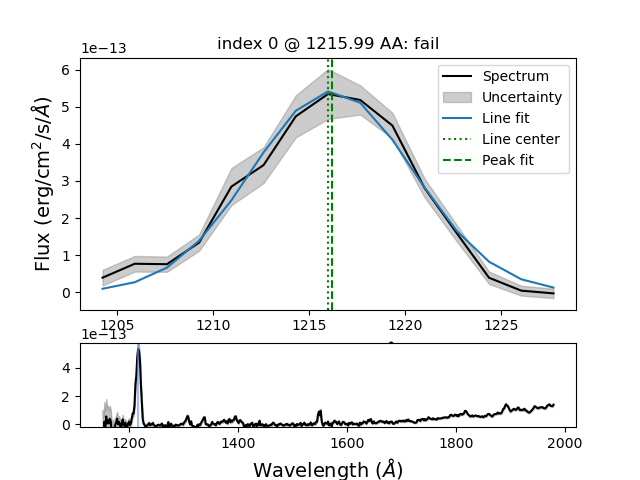 index 0 @ 1215.99 AA: fail
1e−13
Flux (erg/cm²/s/Å)
6
5
4
3
2
1
0
Spectrum
Uncertainty
Line fit
Line center
Peak fit
1205 1210 1215 1220 1225
1e−13
4
2
0
1200 1400 1600 1800 2000
Wavelength (Å)